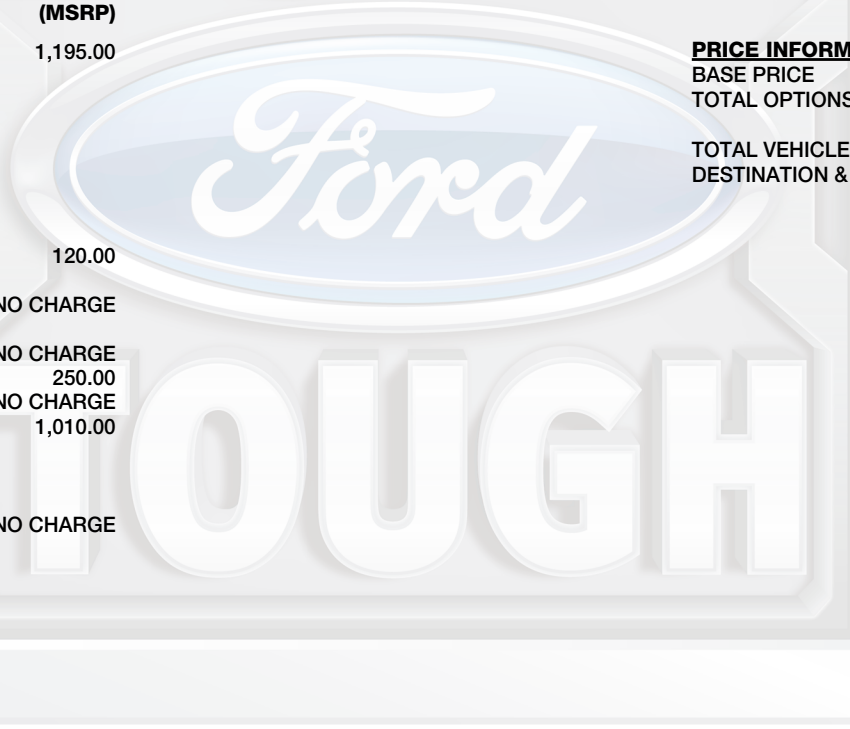 (MSRP)
1,195.00
120.00
NO CHARGE
NO CHARGE
250.00
NO CHARGE
1,010.00
NO CHARGE
PRICE INFORM
BASE PRICE
TOTAL OPTIONS
TOTAL VEHICLE
DESTINATION &
Ford
TOUGH